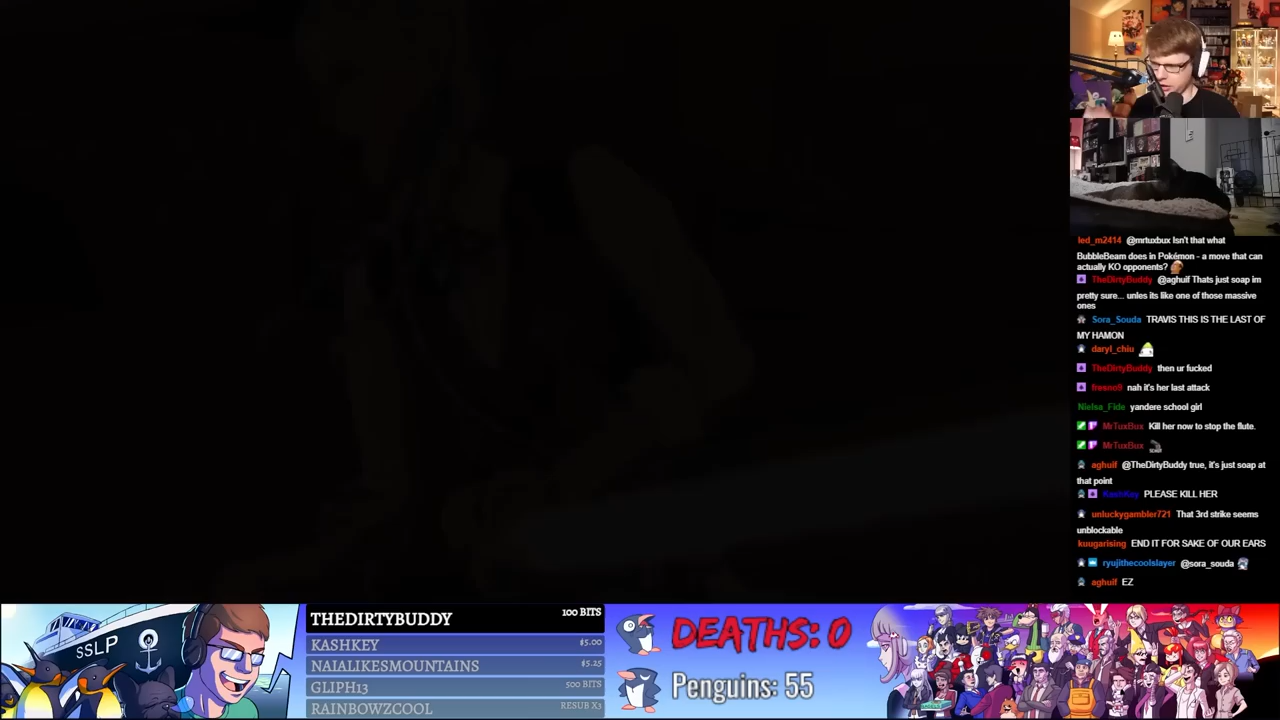 led_m2414 @mrtuxbux Isn't that what
BubbleBeam does in Pokémon - a move that can
actually KO opponents?
TheDirtyBuddy @aghuif Thats just soap im
pretty sure... unles its like one of those massive
ones
Sora_Souda TRAVIS THIS IS THE LAST OF
MY HAMON
daryl_chiu
TheDirtyBuddy then ur fucked
fresno9 nah it's her last attack
Nielsa_Fide yandere school girl
MrTuxBux Kill her now to stop the flute.
MrTuxBux
aghuif @TheDirtyBuddy true, it's just soap at
that point
KashKey PLEASE KILL HER
unluckygambler721 That 3rd strike seems
unblockable
kuugarising END IT FOR SAKE OF OUR EARS
ryujithecoolslayer @sora_souda
aghuif EZ
SSLP
THEDIRTYBUDDY 100 BITS
KASHKEY $5.00
NAIALIKESMOUNTAINS $5.25
GLIPH13 500 BITS
RAINBOWZCOOL RESUB X3
DEATHS: 0
Penguins: 55